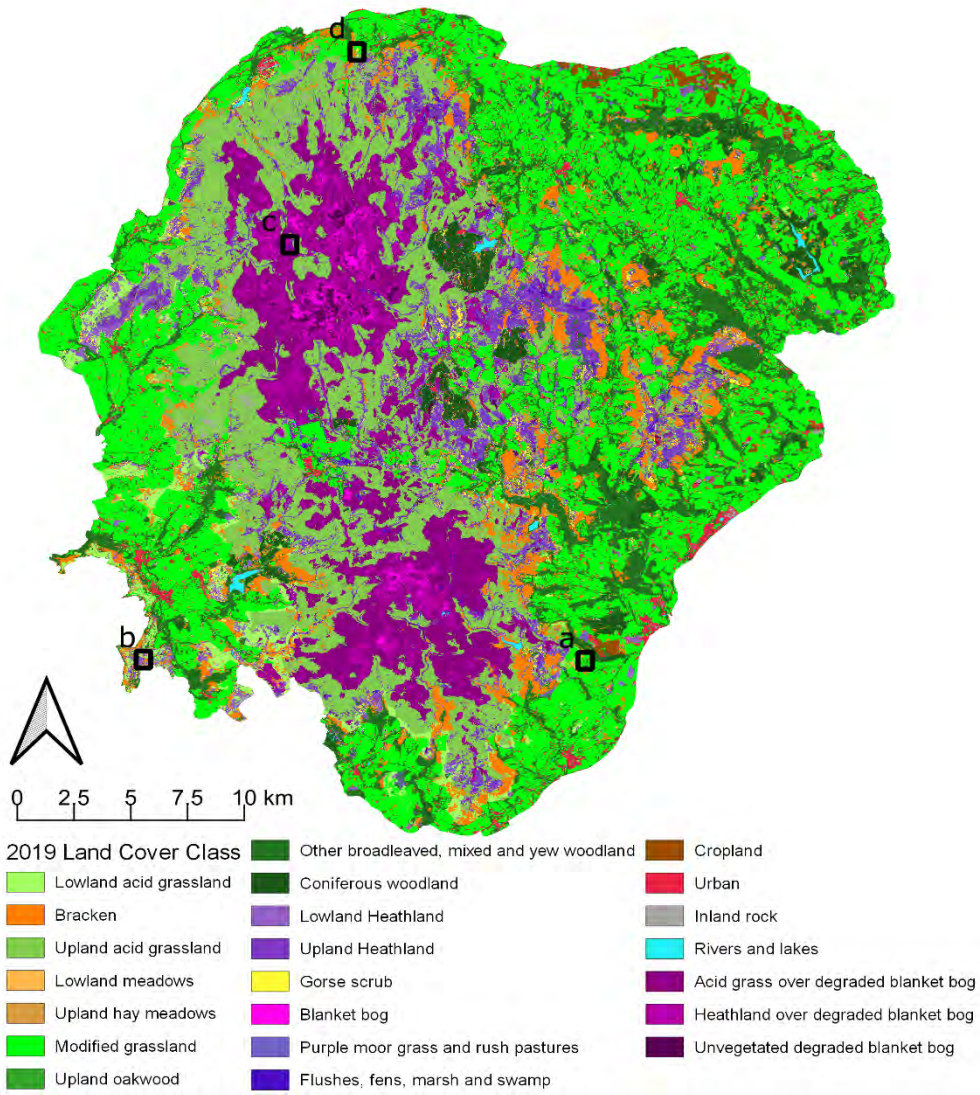 d
c
b
a
0 2.5 5 7.5 10 km
2019 Land Cover Class
Lowland acid grassland
Bracken
Upland acid grassland
Lowland meadows
Upland hay meadows
Modified grassland
Upland oakwood
Other broadleaved, mixed and yew woodland
Coniferous woodland
Lowland Heathland
Upland Heathland
Gorse scrub
Blanket bog
Purple moor grass and rush pastures
Flushes, fens, marsh and swamp
Cropland
Urban
Inland rock
Rivers and lakes
Acid grass over degraded blanket bog
Heathland over degraded blanket bog
Unvegetated degraded blanket bog